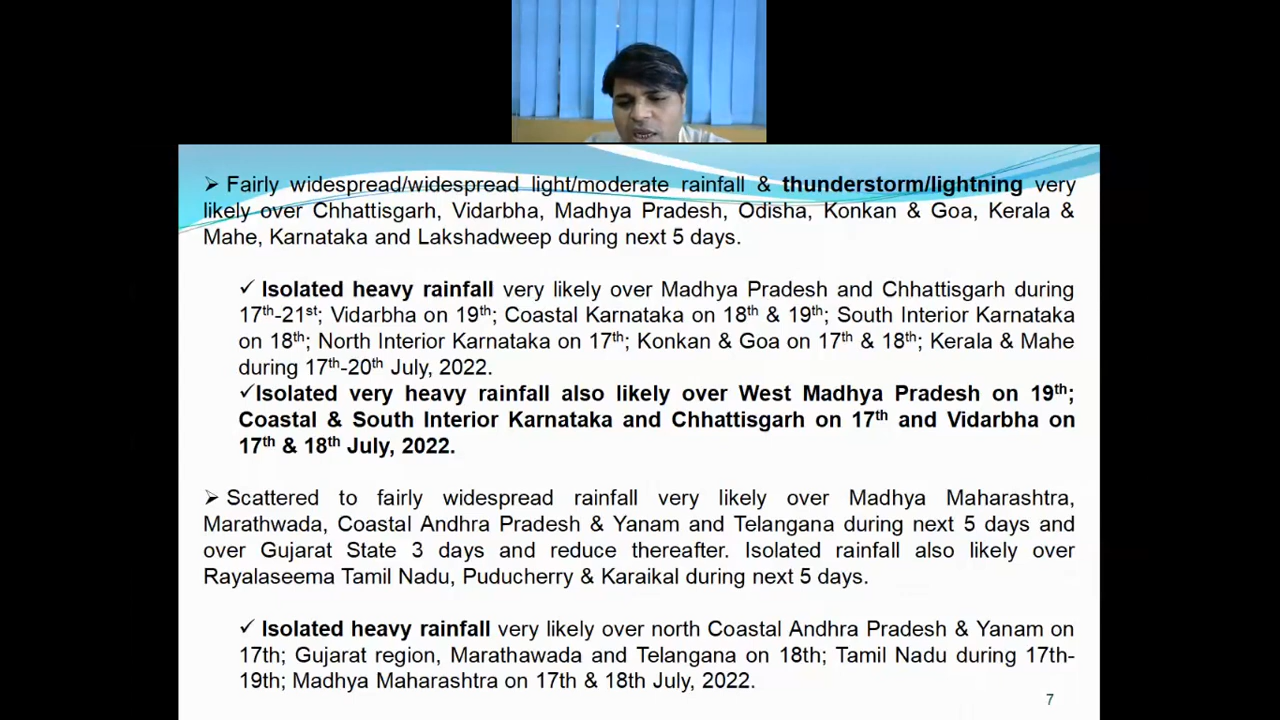 ➢ Fairly widespread/widespread light/moderate rainfall & thunderstorm/lightning very
likely over Chhattisgarh, Vidarbha, Madhya Pradesh, Odisha, Konkan & Goa, Kerala &
Mahe, Karnataka and Lakshadweep during next 5 days.
✓ Isolated heavy rainfall very likely over Madhya Pradesh and Chhattisgarh during
17th-21st; Vidarbha on 19th; Coastal Karnataka on 18th & 19th; South Interior Karnataka
on 18th; North Interior Karnataka on 17th; Konkan & Goa on 17th & 18th; Kerala & Mahe
during 17th-20th July, 2022.
✓Isolated very heavy rainfall also likely over West Madhya Pradesh on 19th;
Coastal & South Interior Karnataka and Chhattisgarh on 17th and Vidarbha on
17th & 18th July, 2022.
➢ Scattered to fairly widespread rainfall very likely over Madhya Maharashtra,
Marathwada, Coastal Andhra Pradesh & Yanam and Telangana during next 5 days and
over Gujarat State 3 days and reduce thereafter. Isolated rainfall also likely over
Rayalaseema Tamil Nadu, Puducherry & Karaikal during next 5 days.
✓ Isolated heavy rainfall very likely over north Coastal Andhra Pradesh & Yanam on
17th; Gujarat region, Marathawada and Telangana on 18th; Tamil Nadu during 17th-
19th; Madhya Maharashtra on 17th & 18th July, 2022.
7